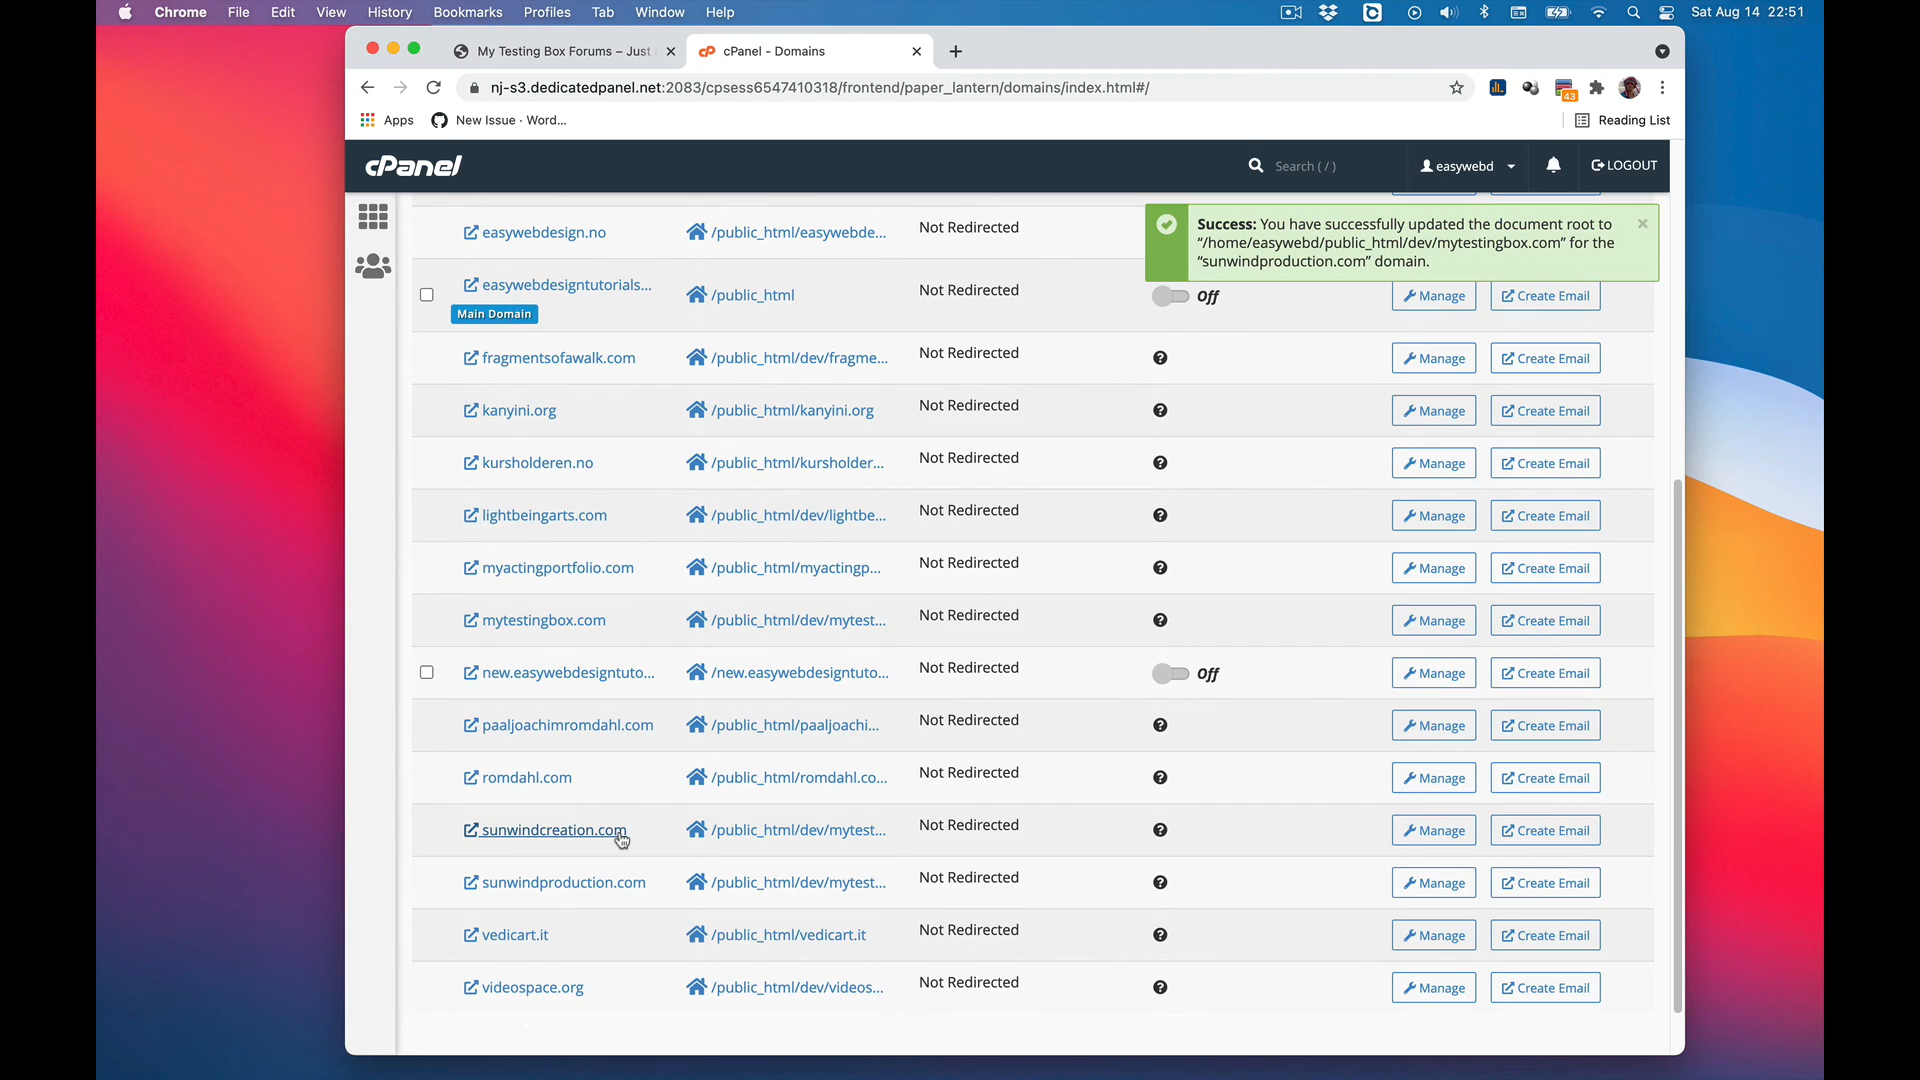 Chrome File Edit View History Bookmarks Profiles Tab Window Help Sat Aug 14 22:51
My Testing Box Forums – Just cPanel - Domains
nj-s3.dedicatedpanel.net:2083/cpsess6547410318/frontend/paper_lantern/domains/index.html#/ 43
Apps New Issue · Word... Reading List
cPanel Search ( / ) easywebd LOGOUT
Success: You have successfully updated the document root to
“/home/easywebd/public_html/dev/mytestingbox.com” for the
“sunwindproduction.com” domain.
easywebdesign.no /public_html/easywebde... Not Redirected
easywebdesigntutorials... /public_html Not Redirected Off Manage Create Email
Main Domain
fragmentsofawalk.com /public_html/dev/fragme... Not Redirected Manage Create Email
kanyini.org /public_html/kanyini.org Not Redirected Manage Create Email
kursholderen.no /public_html/kursholder... Not Redirected Manage Create Email
lightbeingarts.com /public_html/dev/lightbe... Not Redirected Manage Create Email
myactingportfolio.com /public_html/myactingp... Not Redirected Manage Create Email
mytestingbox.com /public_html/dev/mytest... Not Redirected Manage Create Email
new.easywebdesigntuto... /new.easywebdesigntuto... Not Redirected Off Manage Create Email
paaljoachimromdahl.com /public_html/paaljoachi... Not Redirected Manage Create Email
romdahl.com /public_html/romdahl.co... Not Redirected Manage Create Email
sunwindcreation.com /public_html/dev/mytest... Not Redirected Manage Create Email
sunwindproduction.com /public_html/dev/mytest... Not Redirected Manage Create Email
vedicart.it /public_html/vedicart.it Not Redirected Manage Create Email
videospace.org /public_html/dev/videos... Not Redirected Manage Create Email